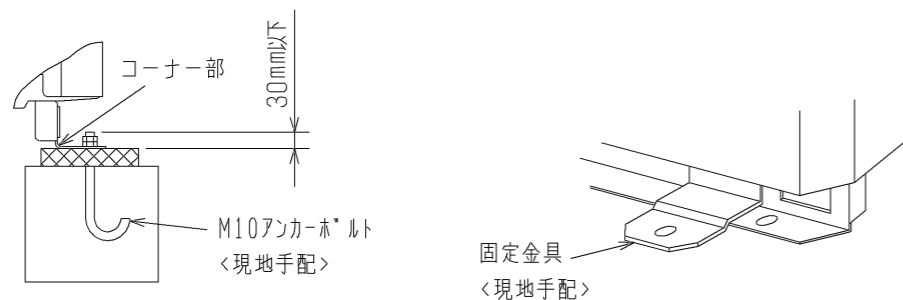 コーナー部
30mm以下
M10アンカーボルト
<現地手配>
固定金具
<現地手配>